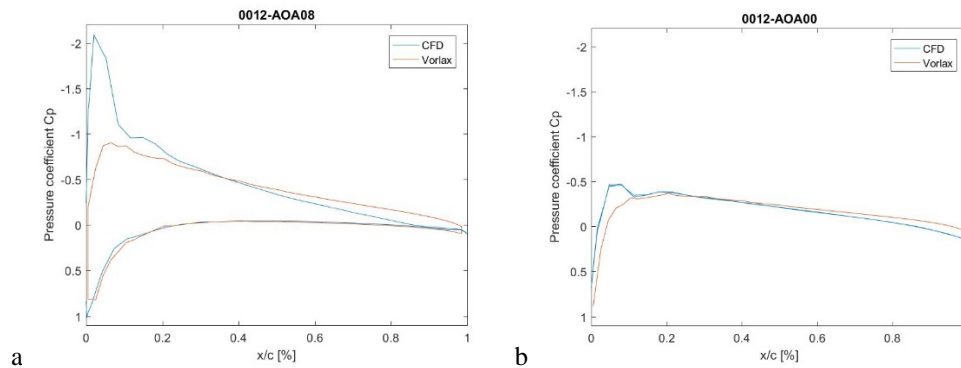 0012-AOA08
-2
-1.5
-1
-0.5
0
0.5
1
Pressure coefficient Cp
CFD
Vorlax
0 0.2 0.4 0.6 0.8 1
x/c [%]
a
0012-AOA00
-2
-1.5
-1
-0.5
0
0.5
1
Pressure coefficient Cp
CFD
Vorlax
0 0.2 0.4 0.6 0.8
x/c [%]
b